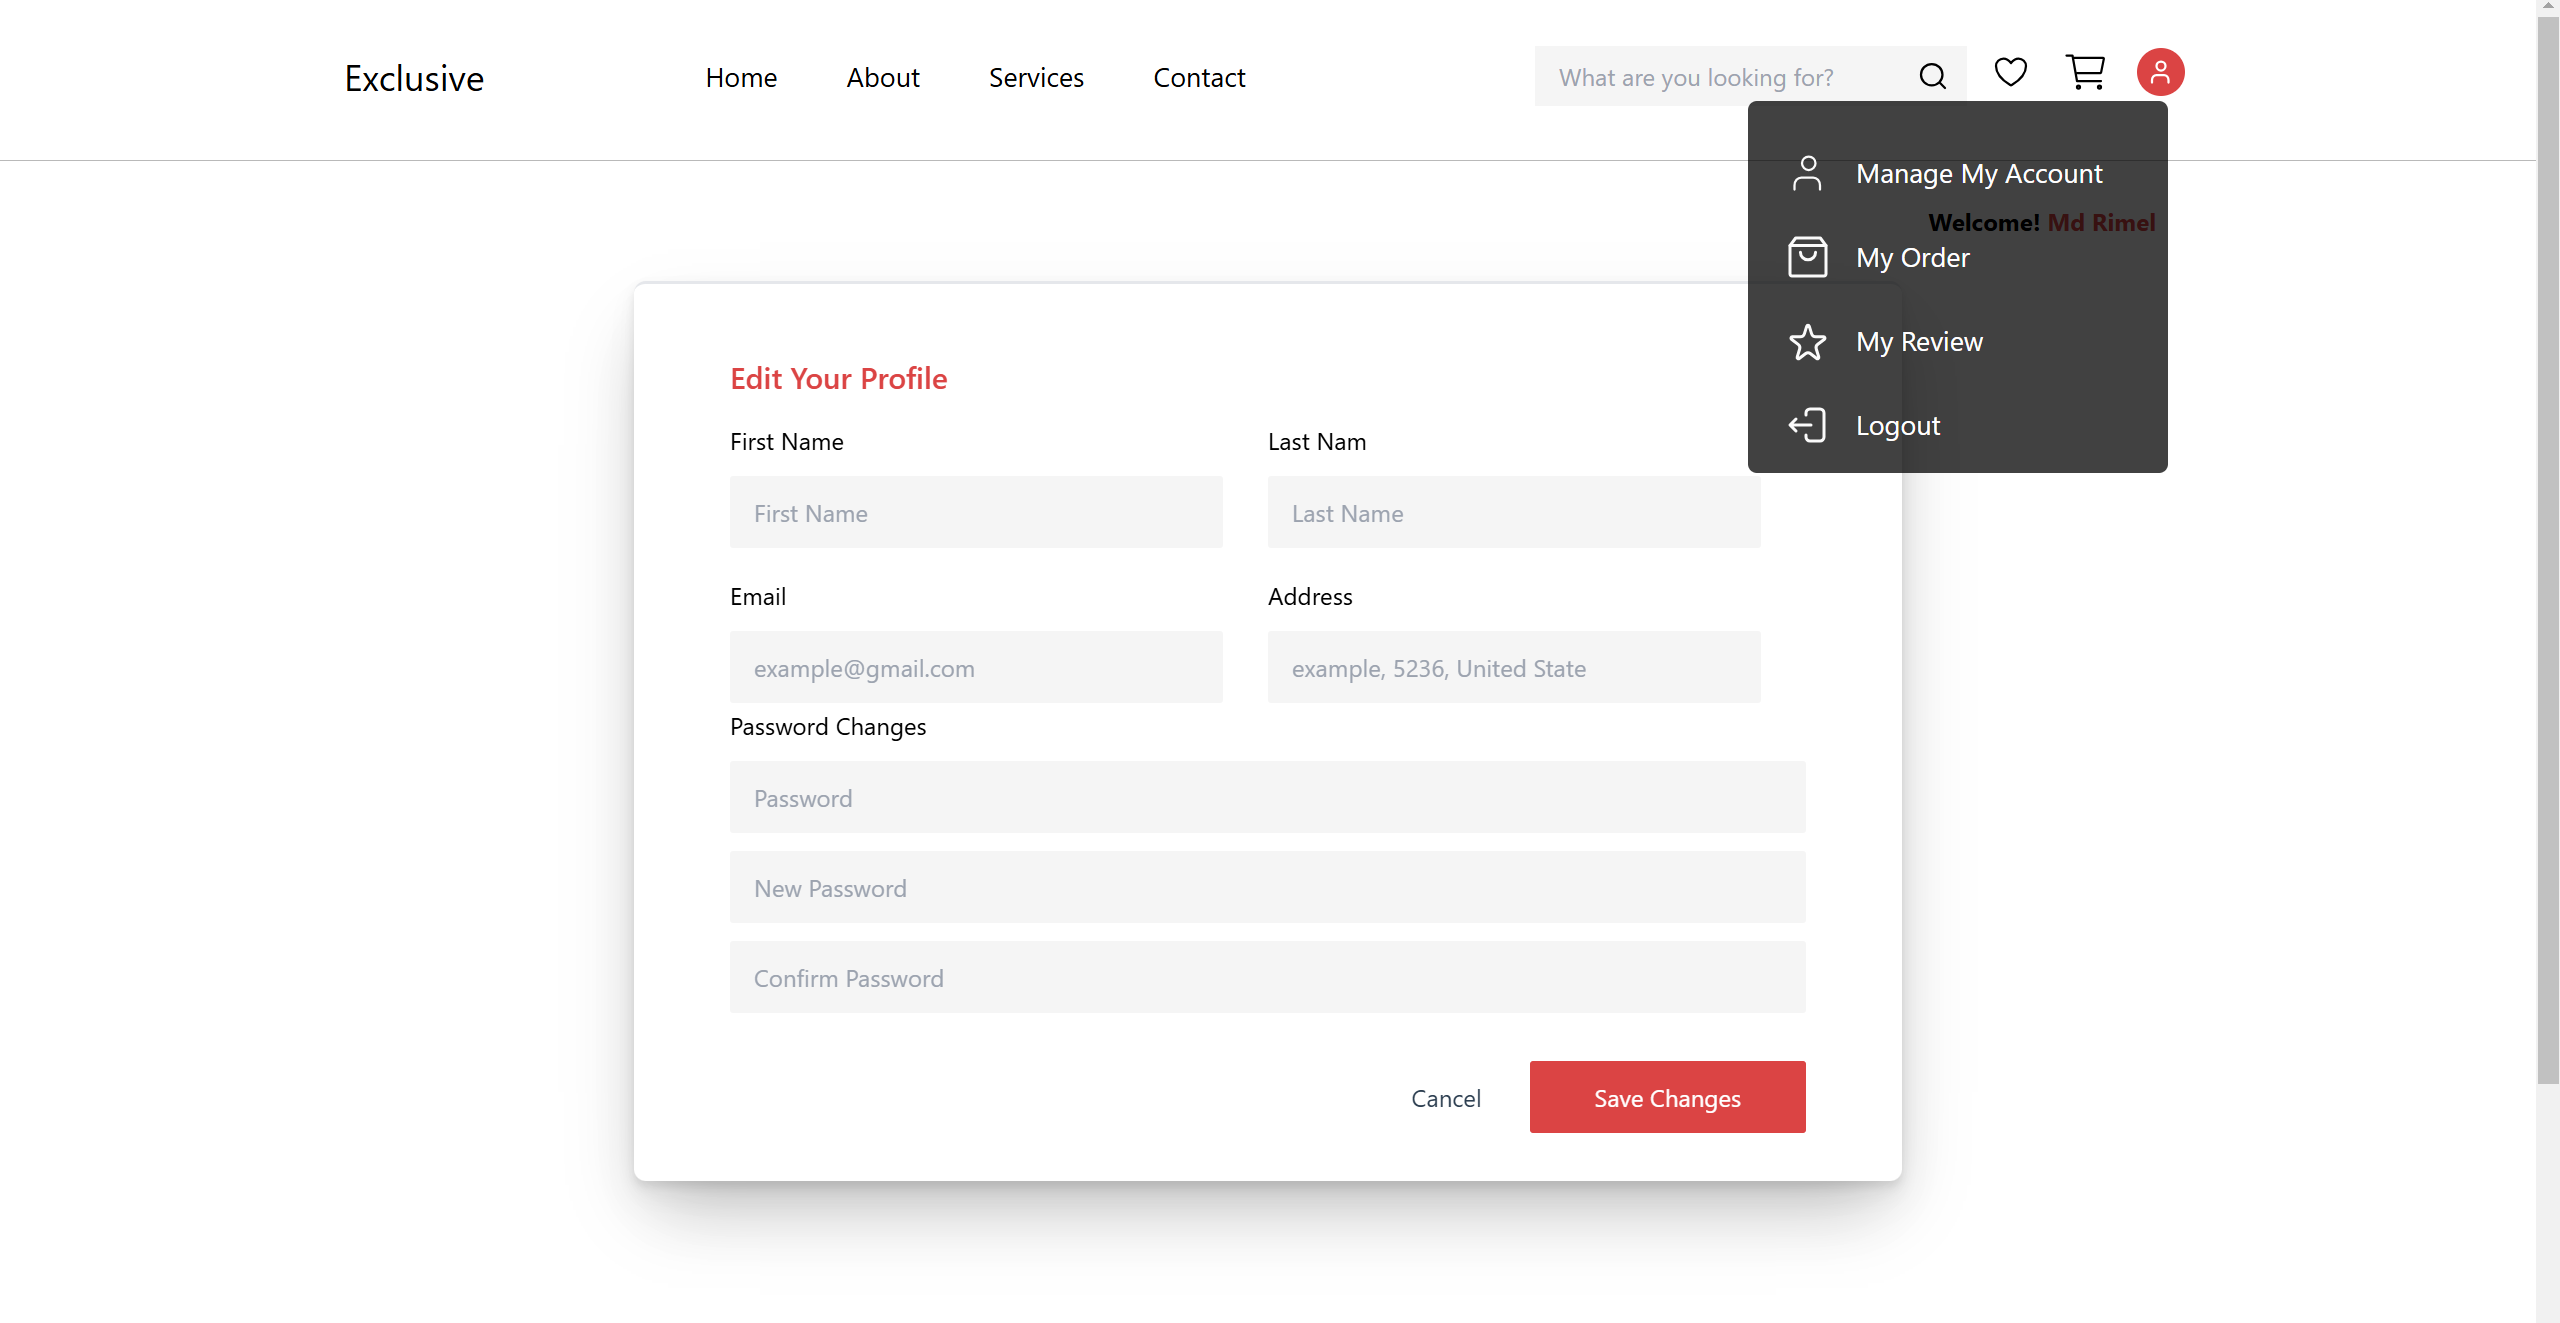 Exclusive Home About Services Contact What are you looking for?
Manage My Account
Welcome! Md Rimel
My Order
My Review
Logout
Edit Your Profile
First Name Last Nam
First Name Last Name
Email Address
example@gmail.com example, 5236, United State
Password Changes
Password
New Password
Confirm Password
Cancel Save Changes